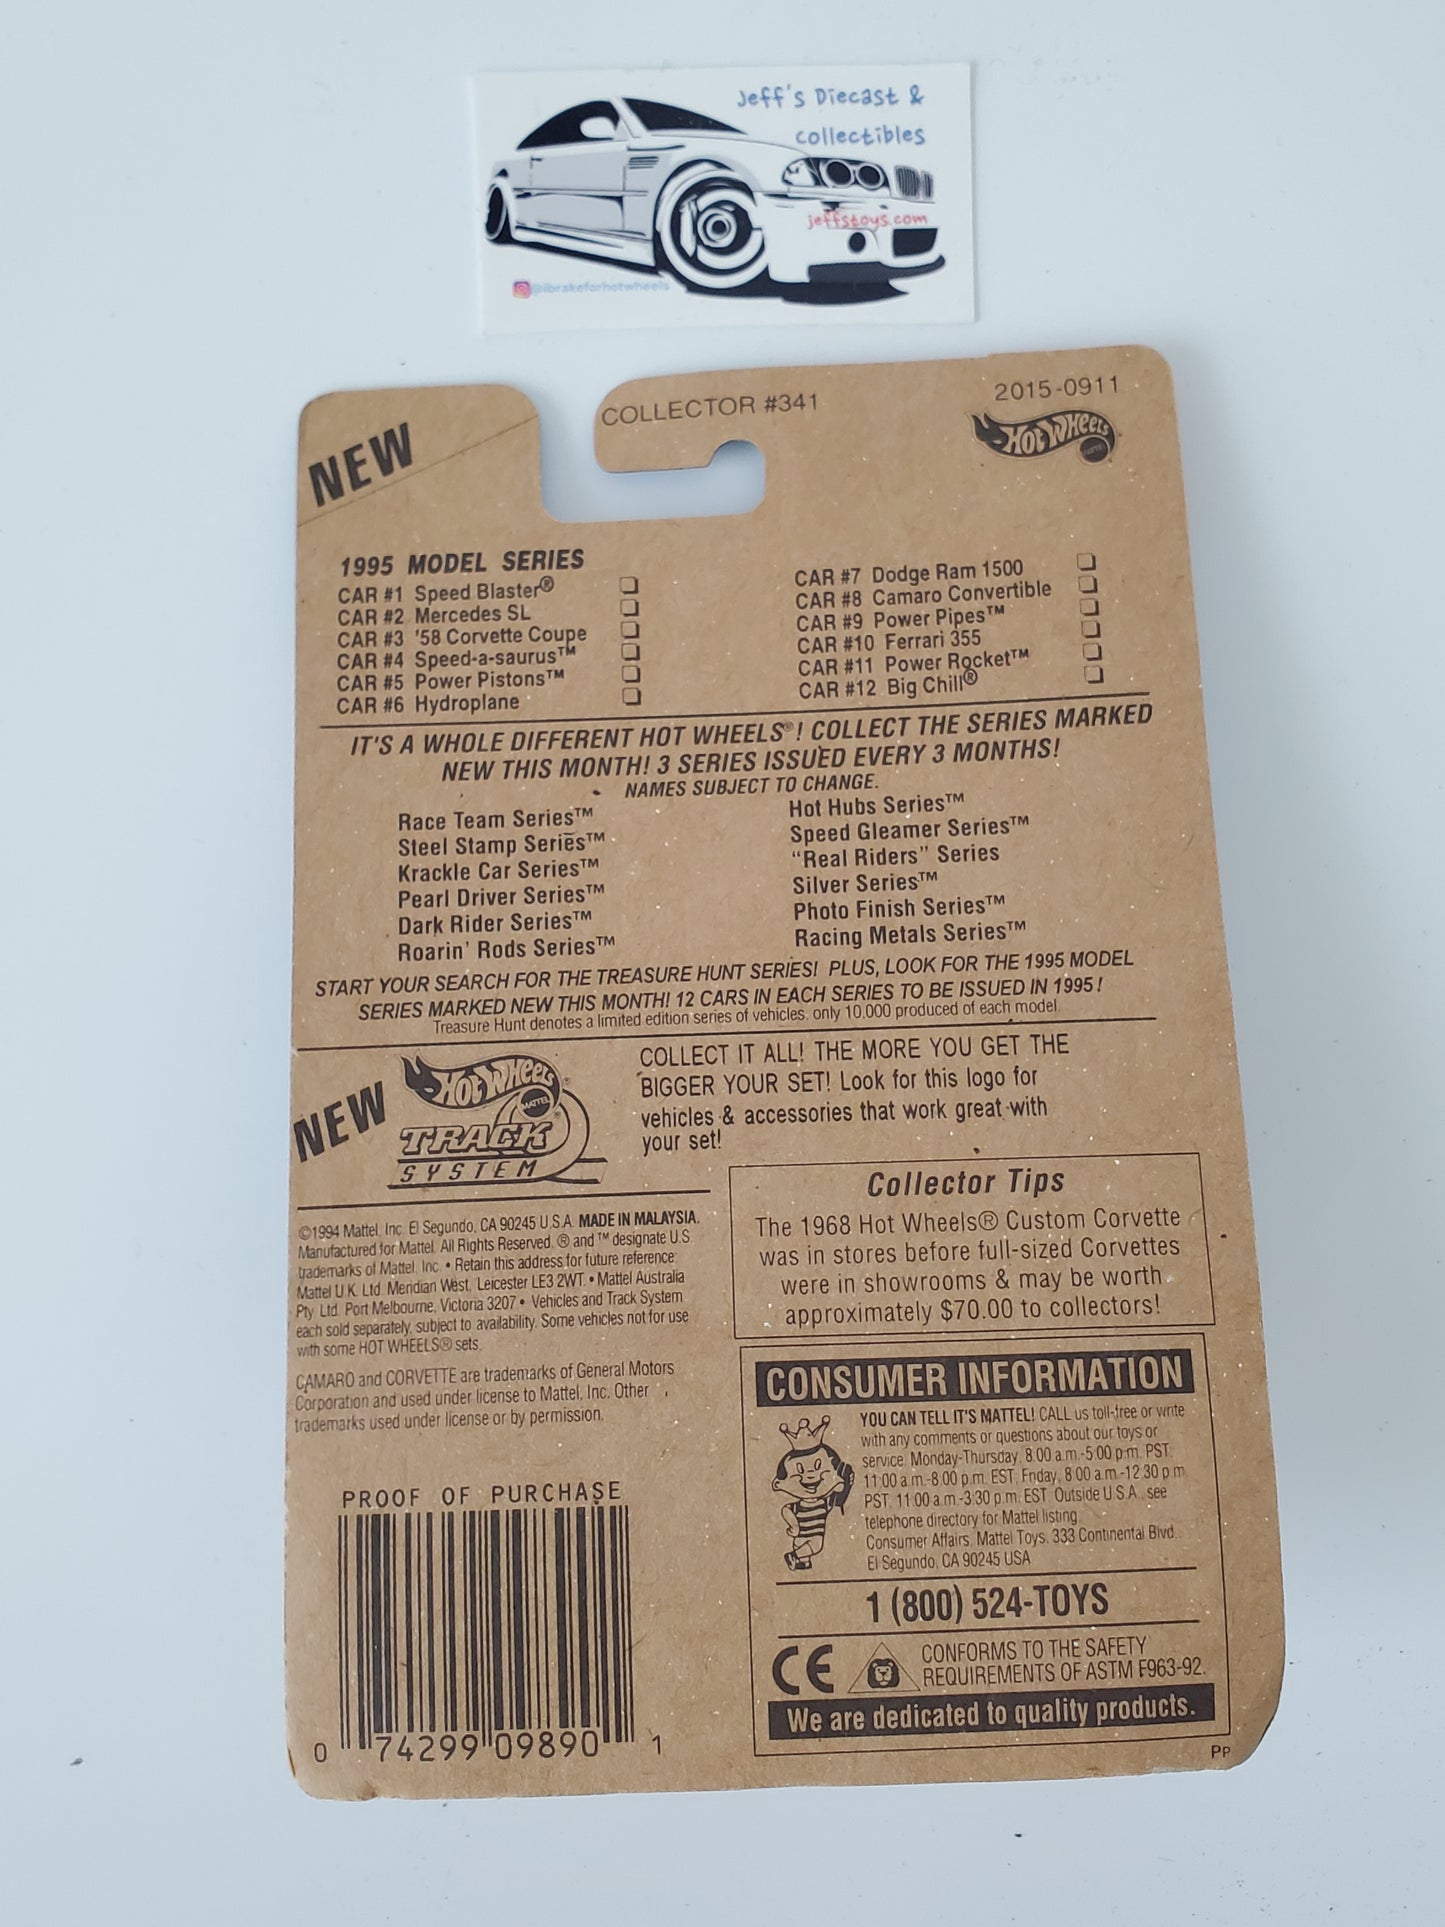 Jeff's Diecast &
collectibles
jeffstoys.com
@ibrakeforhotwheels
NEW
COLLECTOR #341
2015-0911
Hot Wheels
MATTEL
1995 MODEL SERIES
CAR #1 Speed Blaster®
CAR #2 Mercedes SL
CAR #3 '58 Corvette Coupe
CAR #4 Speed-a-saurus™
CAR #5 Power Pistons™
CAR #6 Hydroplane
CAR #7 Dodge Ram 1500
CAR #8 Camaro Convertible
CAR #9 Power Pipes™
CAR #10 Ferrari 355
CAR #11 Power Rocket™
CAR #12 Big Chill®
IT'S A WHOLE DIFFERENT HOT WHEELS®! COLLECT THE SERIES MARKED
NEW THIS MONTH! 3 SERIES ISSUED EVERY 3 MONTHS!
NAMES SUBJECT TO CHANGE.
Race Team Series™
Steel Stamp Series™
Krackle Car Series™
Pearl Driver Series™
Dark Rider Series™
Roarin' Rods Series™
Hot Hubs Series™
Speed Gleamer Series™
"Real Riders" Series
Silver Series™
Photo Finish Series™
Racing Metals Series™
START YOUR SEARCH FOR THE TREASURE HUNT SERIES! PLUS, LOOK FOR THE 1995 MODEL
SERIES MARKED NEW THIS MONTH! 12 CARS IN EACH SERIES TO BE ISSUED IN 1995!
Treasure Hunt denotes a limited edition series of vehicles, only 10,000 produced of each model.
NEW
Hot Wheels®
MATTEL
TRACK
SYSTEM
COLLECT IT ALL! THE MORE YOU GET THE
BIGGER YOUR SET! Look for this logo for
vehicles & accessories that work great with
your set!
©1994 Mattel, Inc. El Segundo, CA 90245 U.S.A. MADE IN MALAYSIA.
Manufactured for Mattel. All Rights Reserved. ® and ™ designate U.S.
trademarks of Mattel, Inc. • Retain this address for future reference:
Mattel U.K. Ltd. Meridian West, Leicester LE3 2WT. • Mattel Australia
Pty. Ltd. Port Melbourne, Victoria 3207 • Vehicles and Track System
each sold separately, subject to availability. Some vehicles not for use
with some HOT WHEELS® sets.
CAMARO and CORVETTE are trademarks of General Motors
Corporation and used under license to Mattel, Inc. Other
trademarks used under license or by permission.
Collector Tips
The 1968 Hot Wheels® Custom Corvette
was in stores before full-sized Corvettes
were in showrooms & may be worth
approximately $70.00 to collectors!
CONSUMER INFORMATION
YOU CAN TELL IT'S MATTEL! CALL us toll-free or write
with any comments or questions about our toys or
service. Monday-Thursday, 8:00 a.m.-5:00 p.m. PST,
11:00 a.m.-8:00 p.m. EST; Friday, 8:00 a.m.-12:30 p.m.
PST, 11:00 a.m.-3:30 p.m. EST. Outside U.S.A., see
telephone directory for Mattel listing.
Consumer Affairs, Mattel Toys, 333 Continental Blvd.
El Segundo, CA 90245 USA
1 (800) 524-TOYS
CE
CONFORMS TO THE SAFETY
REQUIREMENTS OF ASTM F963-92.
We are dedicated to quality products.
PP
PROOF OF PURCHASE
0 74299 09890 1